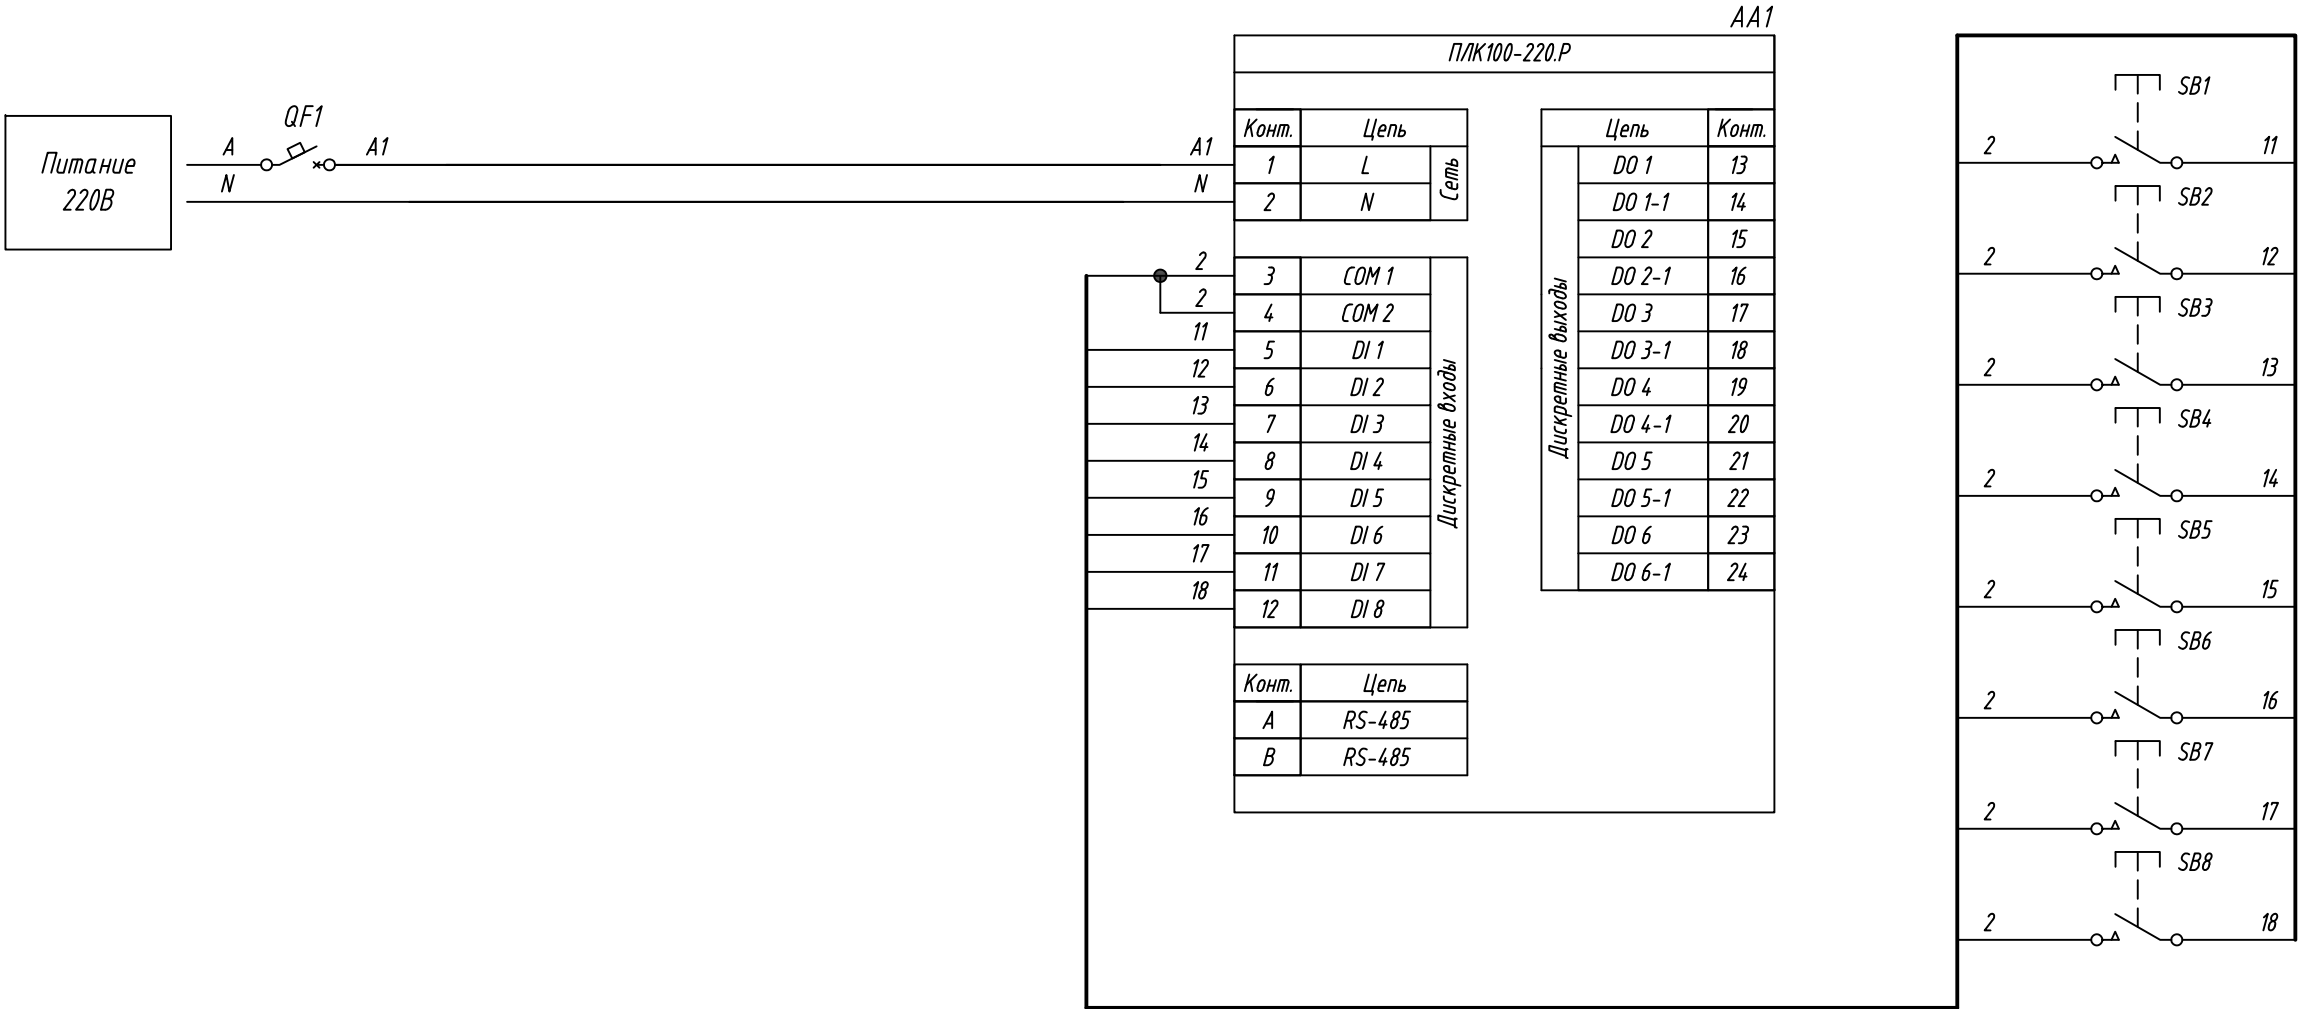 AA1
ПЛК100-220.Р
Питание
220В
A
QF1
A1
N
A1
N
Конт. Цепь
1 L
2 N
Сеть
2
2
11
12
13
14
15
16
17
18
3 COM 1
4 COM 2
5 DI 1
6 DI 2
7 DI 3
8 DI 4
9 DI 5
10 DI 6
11 DI 7
12 DI 8
Дискретные входы
Конт. Цепь
A RS-485
B RS-485
Цепь Конт.
DO 1 13
DO 1-1 14
DO 2 15
DO 2-1 16
DO 3 17
DO 3-1 18
DO 4 19
DO 4-1 20
DO 5 21
DO 5-1 22
DO 6 23
DO 6-1 24
Дискретные выходы
SB1
2 11
SB2
2 12
SB3
2 13
SB4
2 14
SB5
2 15
SB6
2 16
SB7
2 17
SB8
2 18